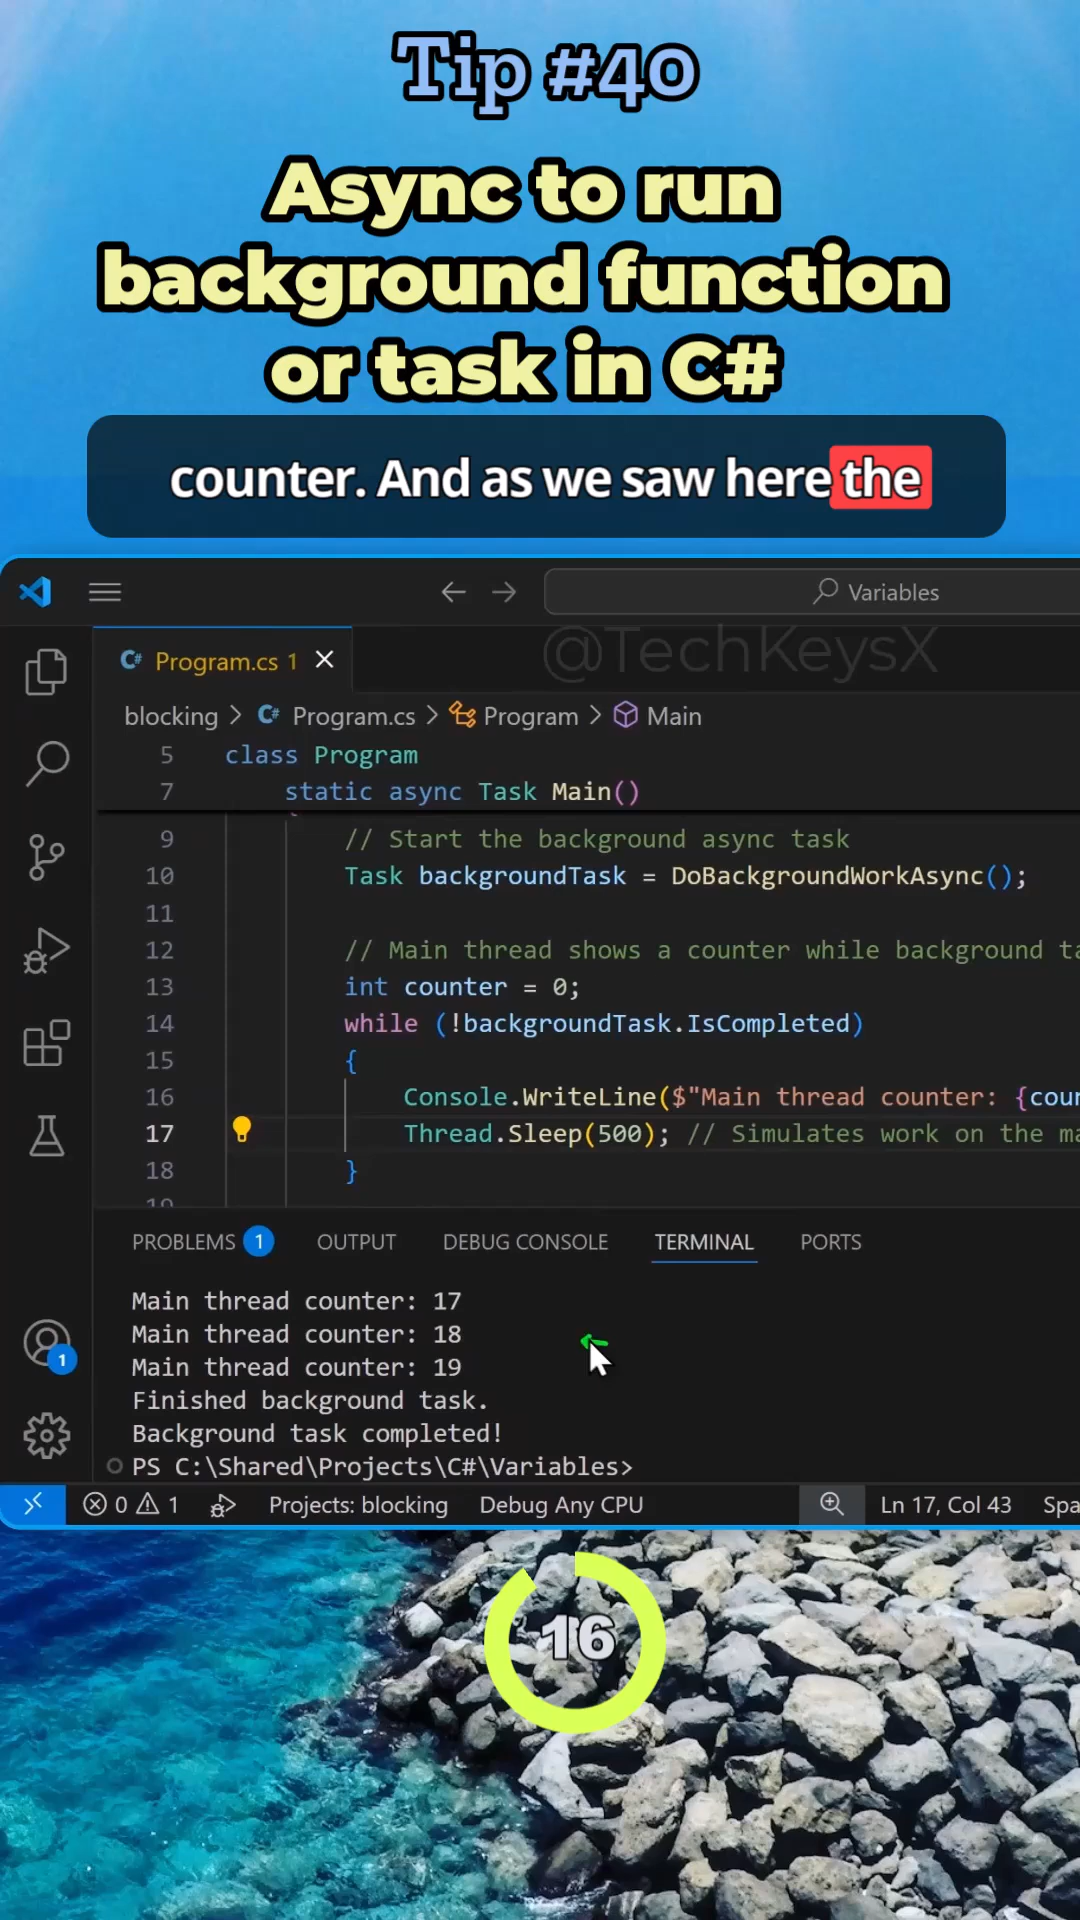 Tip #40
Async to run
background function
or task in C#
counter. And as we saw here the
Variables
@TechKeysX
C# Program.cs 1
blocking > C# Program.cs > Program > Main
5 class Program
7 static async Task Main()
9 // Start the background async task
10 Task backgroundTask = DoBackgroundWorkAsync();
11
12 // Main thread shows a counter while background ta
13 int counter = 0;
14 while (!backgroundTask.IsCompleted)
15 {
16 Console.WriteLine($"Main thread counter: {coun
17 Thread.Sleep(500); // Simulates work on the ma
18 }
19
PROBLEMS 1 OUTPUT DEBUG CONSOLE TERMINAL PORTS
Main thread counter: 17
Main thread counter: 18
Main thread counter: 19
1
Finished background task.
Background task completed!
PS C:\Shared\Projects\C#\Variables>
0 1 Projects: blocking Debug Any CPU Ln 17, Col 43 Spa
16